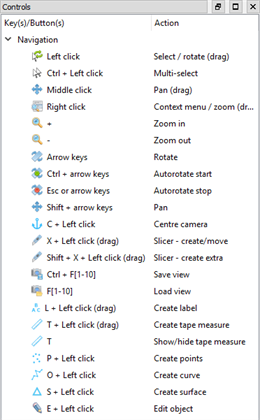 Controls
Key(s)/Button(s) Action
Navigation
Left click Select / rotate (drag)
Ctrl + Left click Multi-select
Middle click Pan (drag)
Right click Context menu / zoom (dr...
+ Zoom in
- Zoom out
Arrow keys Rotate
Ctrl + arrow keys Autorotate start
Esc or arrow keys Autorotate stop
Shift + arrow keys Pan
C + Left click Centre camera
X + Left click (drag) Slicer - create/move
Shift + X + Left click (drag) Slicer - create extra
Ctrl + F[1-10] Save view
F[1-10] Load view
L + Left click (drag) Create label
T + Left click (drag) Create tape measure
T Show/hide tape measure
P + Left click Create points
O + Left click Create curve
S + Left click Create surface
E + Left click Edit object